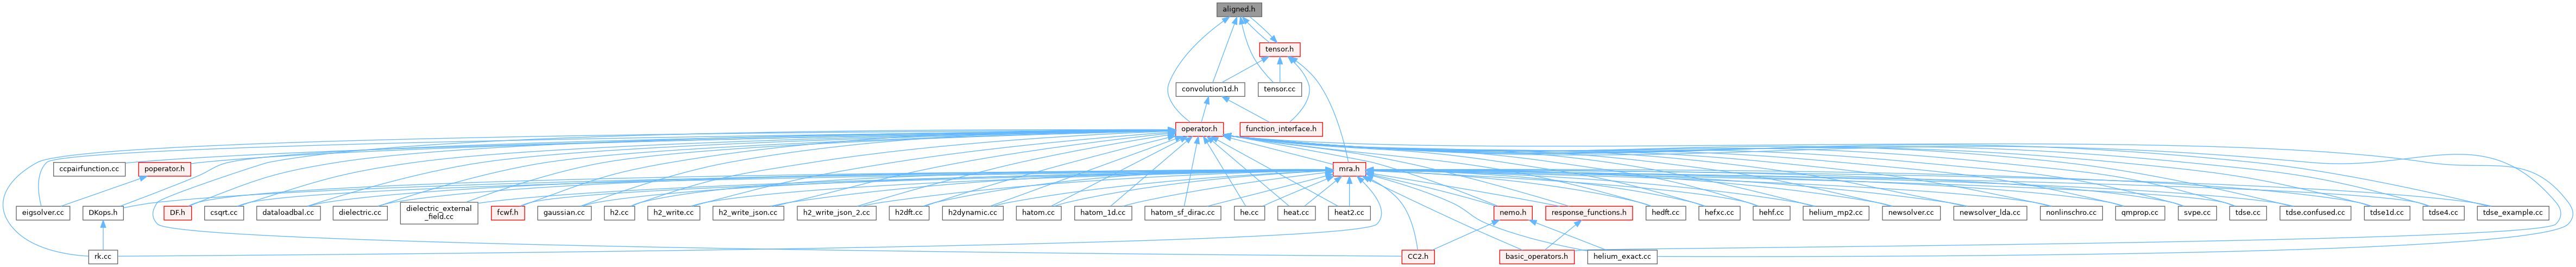 aligned.h
tensor.h
convolution1d.h
tensor.cc
operator.h
function_interface.h
ccpairfunction.cc
poperator.h
mra.h
eigsolver.cc
DKops.h
DF.h
csqrt.cc
dataloadbal.cc
dielectric.cc
dielectric_external
_field.cc
fcwf.h
gaussian.cc
h2.cc
h2_write.cc
h2_write_json.cc
h2_write_json_2.cc
h2dft.cc
h2dynamic.cc
hatom.cc
hatom_1d.cc
hatom_sf_dirac.cc
he.cc
heat.cc
heat2.cc
nemo.h
response_functions.h
hedft.cc
hefxc.cc
hehf.cc
helium_mp2.cc
newsolver.cc
newsolver_lda.cc
nonlinschro.cc
qmprop.cc
svpe.cc
tdse.cc
tdse.confused.cc
tdse1d.cc
tdse4.cc
tdse_example.cc
rk.cc
CC2.h
basic_operators.h
helium_exact.cc